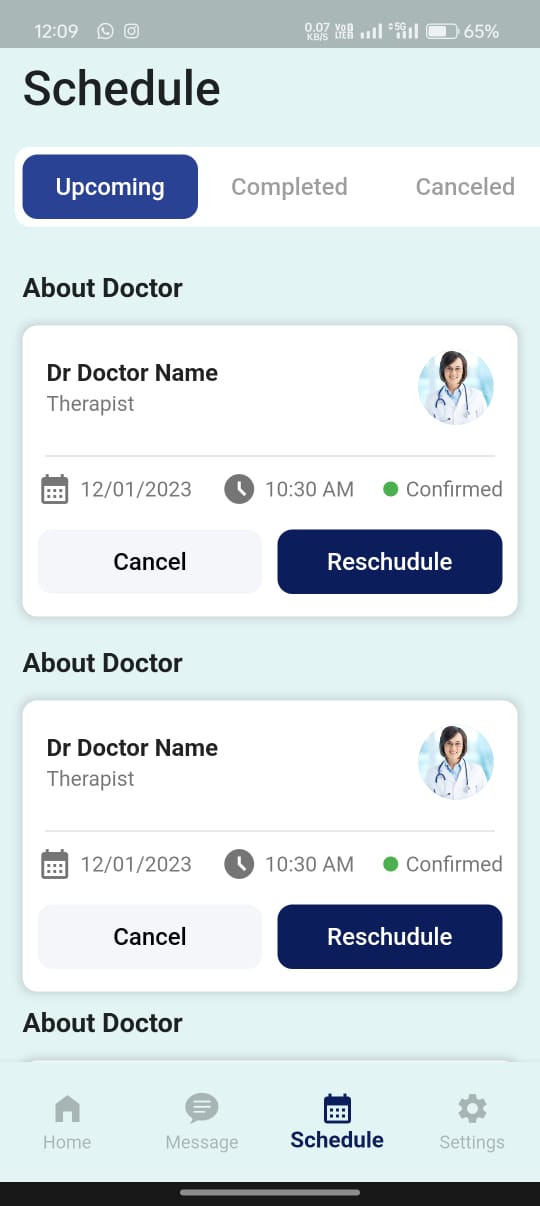 12:09 0.07 KB/S VoD LTE 5G 65%
Schedule
Upcoming Completed Canceled
About Doctor
Dr Doctor Name
Therapist
12/01/2023 10:30 AM Confirmed
Cancel Reschudule
About Doctor
Dr Doctor Name
Therapist
12/01/2023 10:30 AM Confirmed
Cancel Reschudule
About Doctor
Home Message Schedule Settings